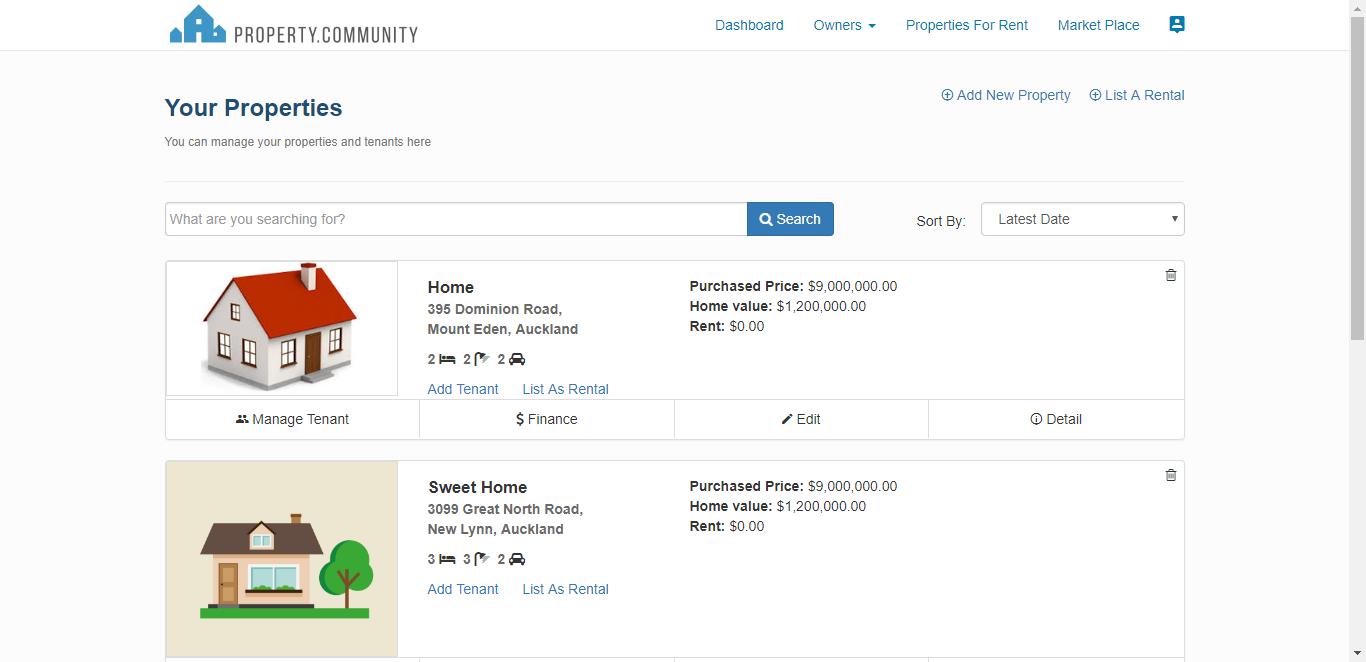 PROPERTY.COMMUNITY
Dashboard Owners Properties For Rent Market Place
Your Properties
Add New Property List A Rental
You can manage your properties and tenants here
What are you searching for? Search Sort By: Latest Date
Home
395 Dominion Road,
Mount Eden, Auckland
2 2 2
Add Tenant List As Rental
Purchased Price: $9,000,000.00
Home value: $1,200,000.00
Rent: $0.00
Manage Tenant $ Finance Edit Detail
Sweet Home
3099 Great North Road,
New Lynn, Auckland
3 3 2
Add Tenant List As Rental
Purchased Price: $9,000,000.00
Home value: $1,200,000.00
Rent: $0.00